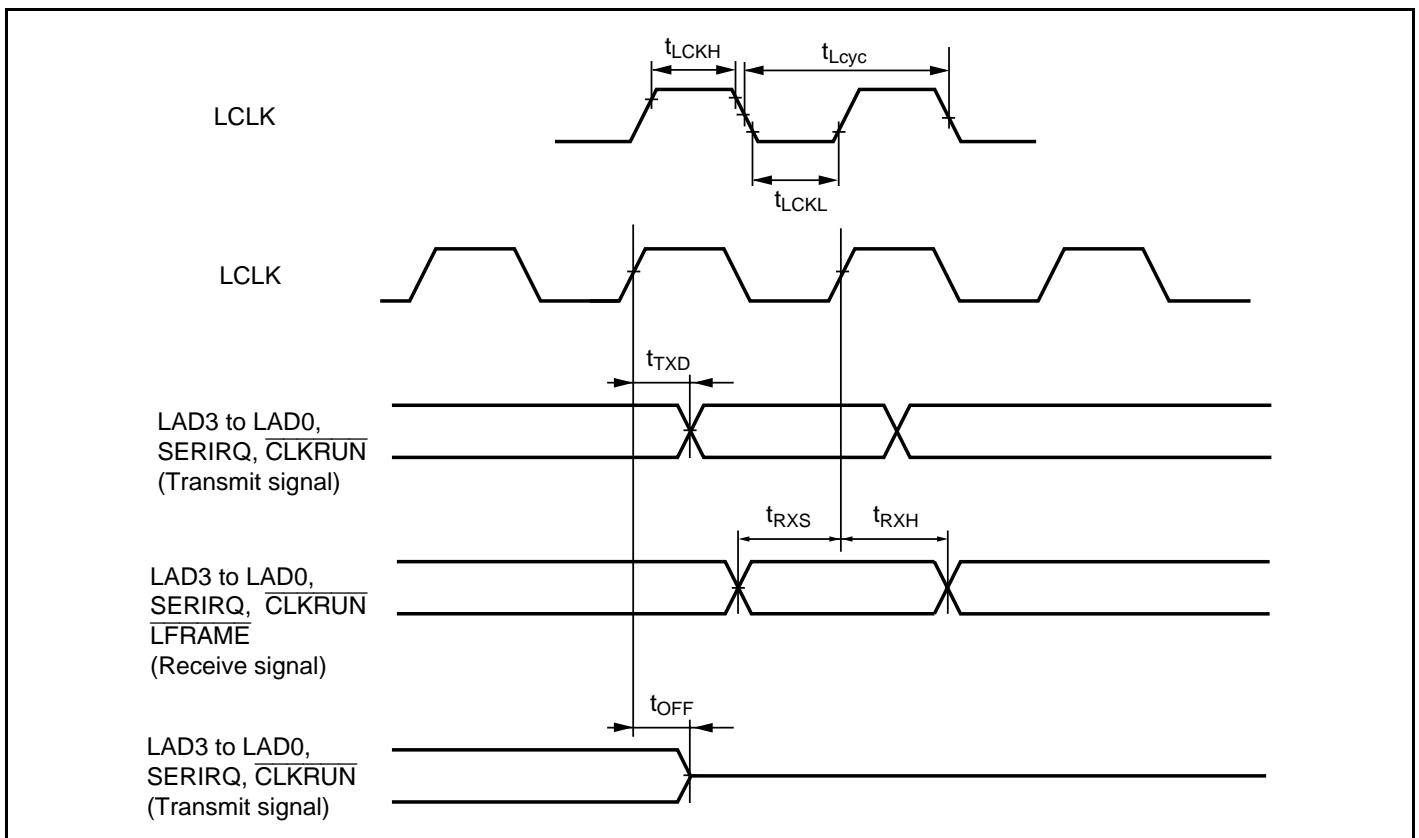 tLCKH
tLcyc
LCLK
tLCKL
LCLK
tTXD
LAD3 to LAD0,
SERIRQ, CLKRUN
(Transmit signal)
tRXS
tRXH
LAD3 to LAD0,
SERIRQ, CLKRUN
LFRAME
(Receive signal)
tOFF
LAD3 to LAD0,
SERIRQ, CLKRUN
(Transmit signal)